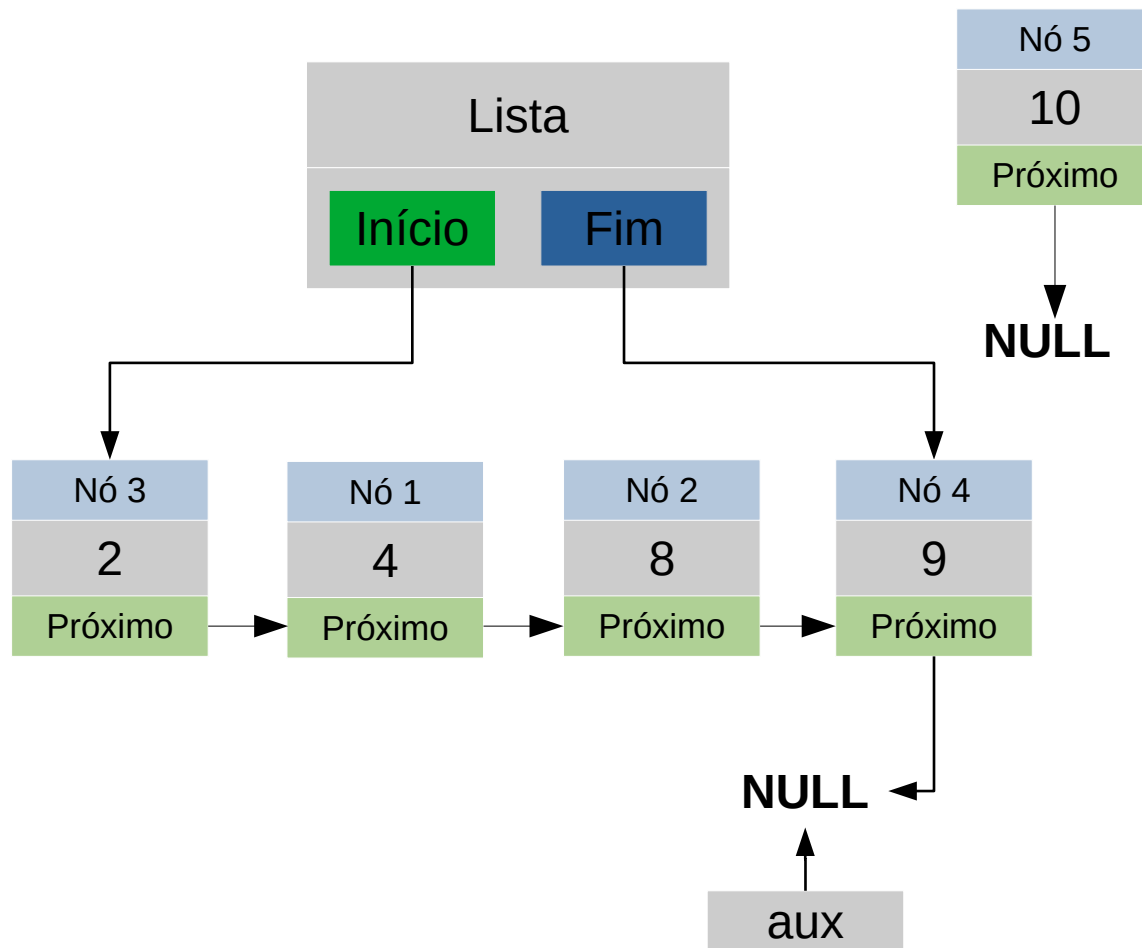 Nó 5
10
Próximo
NULL
Lista
Início Fim
Nó 3
2
Próximo
Nó 1
4
Próximo
Nó 2
8
Próximo
Nó 4
9
Próximo
NULL
aux